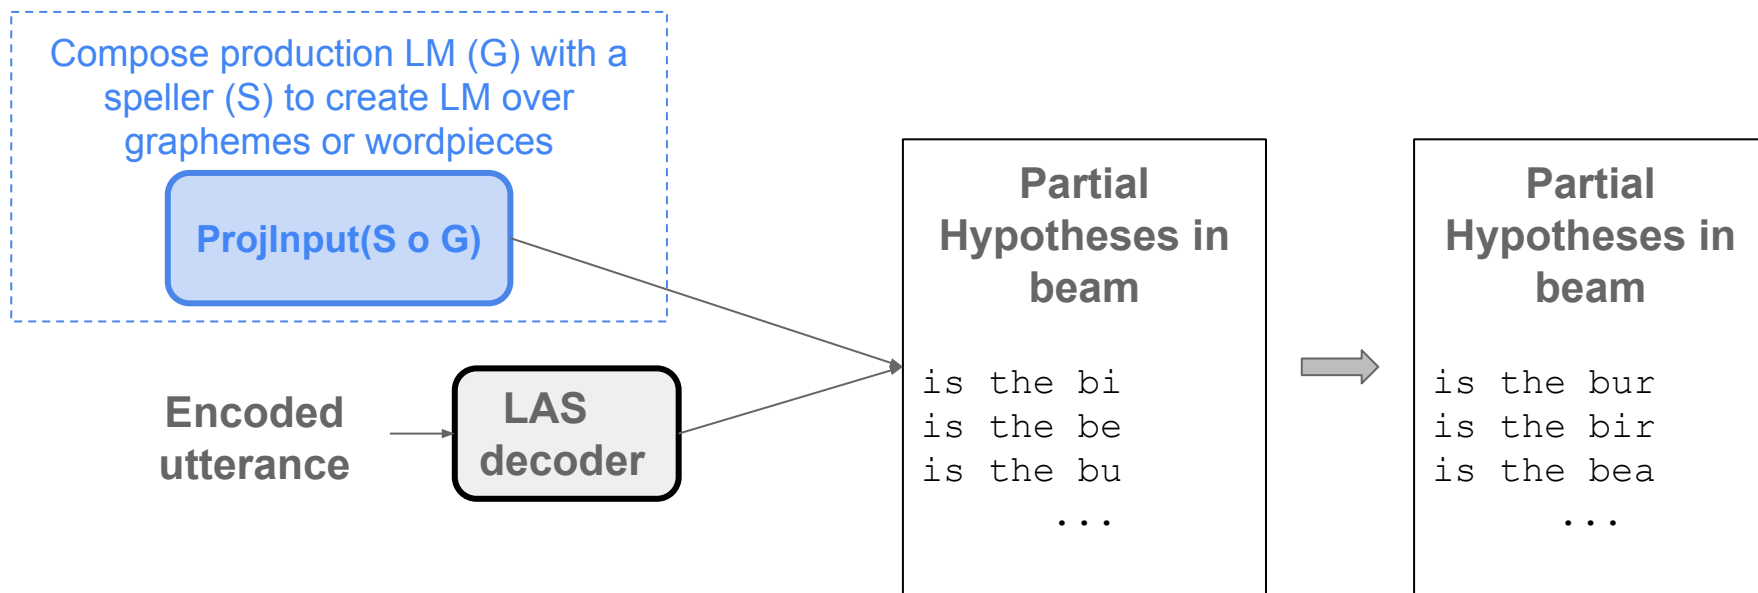 Compose production LM (G) with a
speller (S) to create LM over
graphemes or wordpieces
ProjInput(S o G)
Encoded
utterance
LAS
decoder
Partial
Hypotheses in
beam
is the bi
is the be
is the bu
...
Partial
Hypotheses in
beam
is the bur
is the bir
is the bea
...